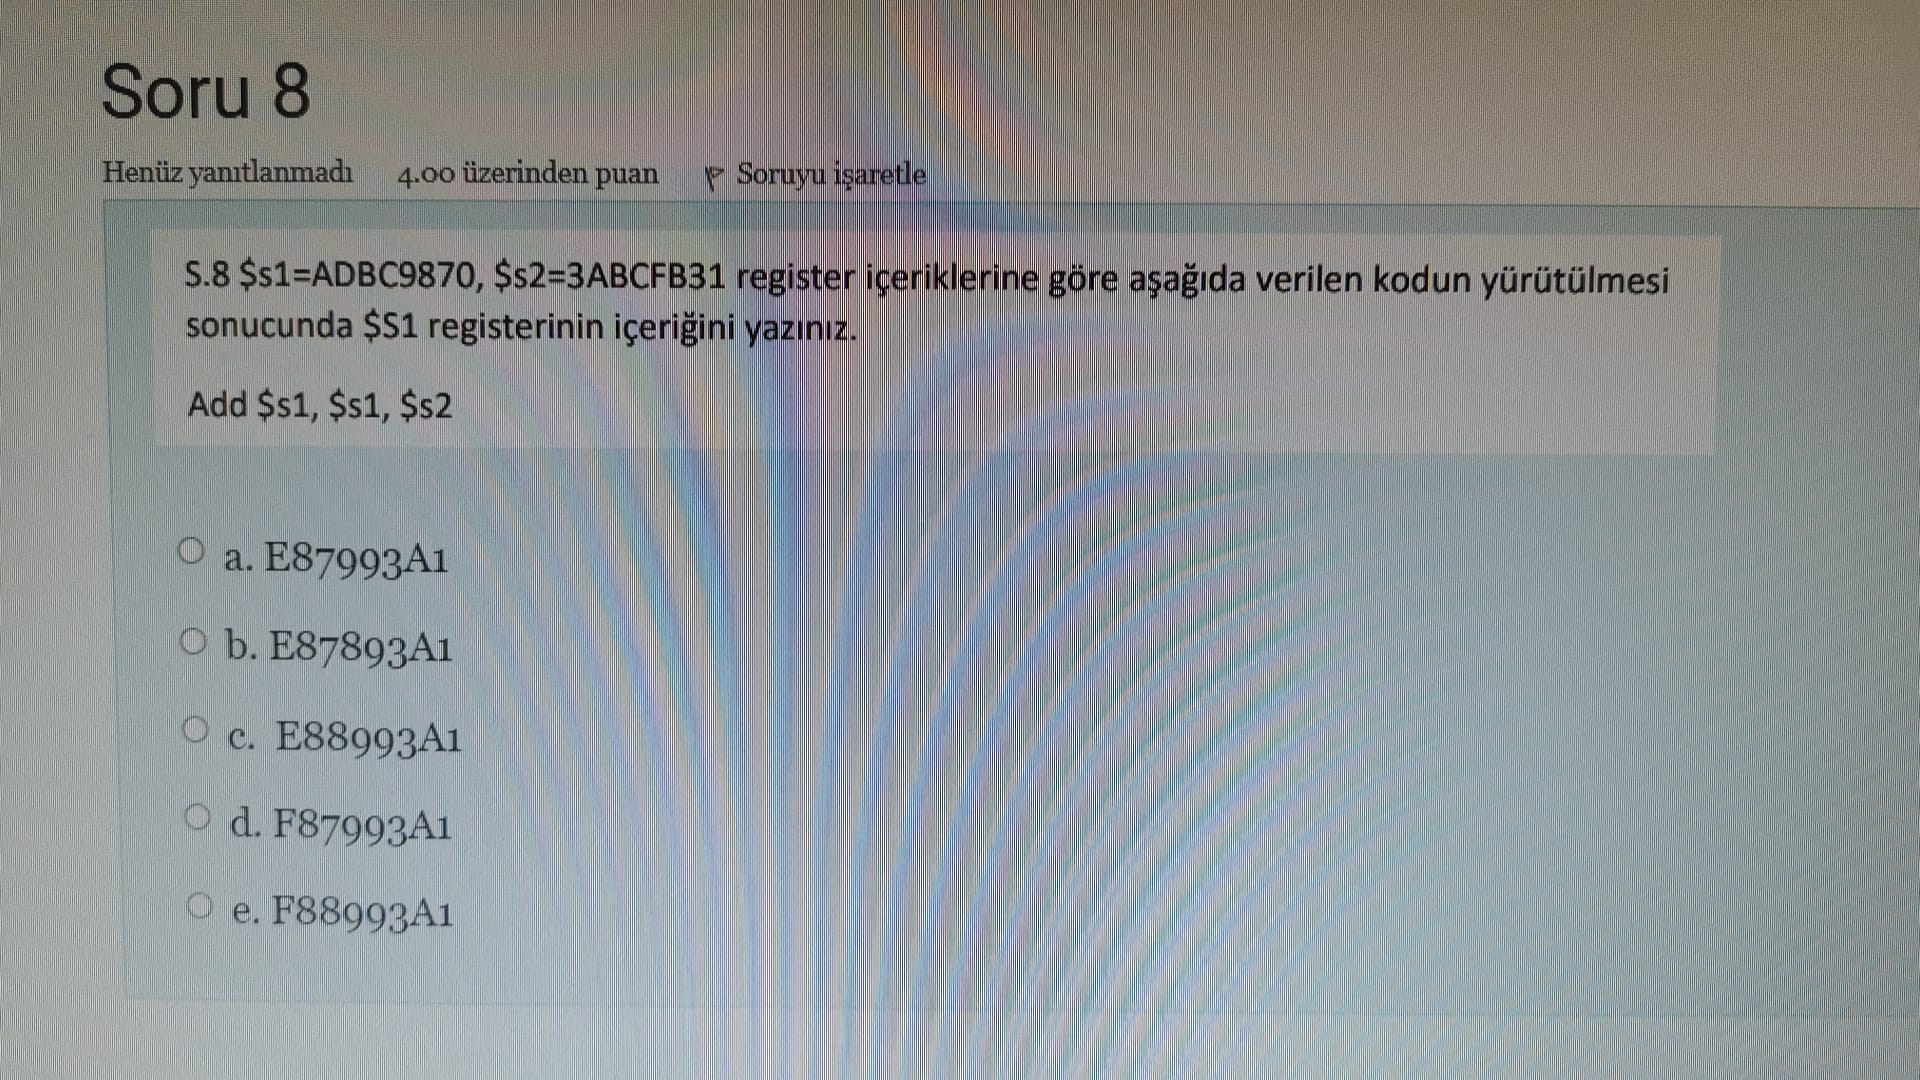 Soru 8
Henüz yanıtlanmadı 4.00 üzerinden puan Soruyu işaretle
S.8 $s1=ADBC9870, $s2=3ABCFB31 register içeriklerine göre aşağıda verilen kodun yürütülmesi
sonucunda $S1 registerinin içeriğini yazınız.
Add $s1, $s1, $s2
a. E87993A1
b. E87893A1
c. E88993A1
d. F87993A1
e. F88993A1